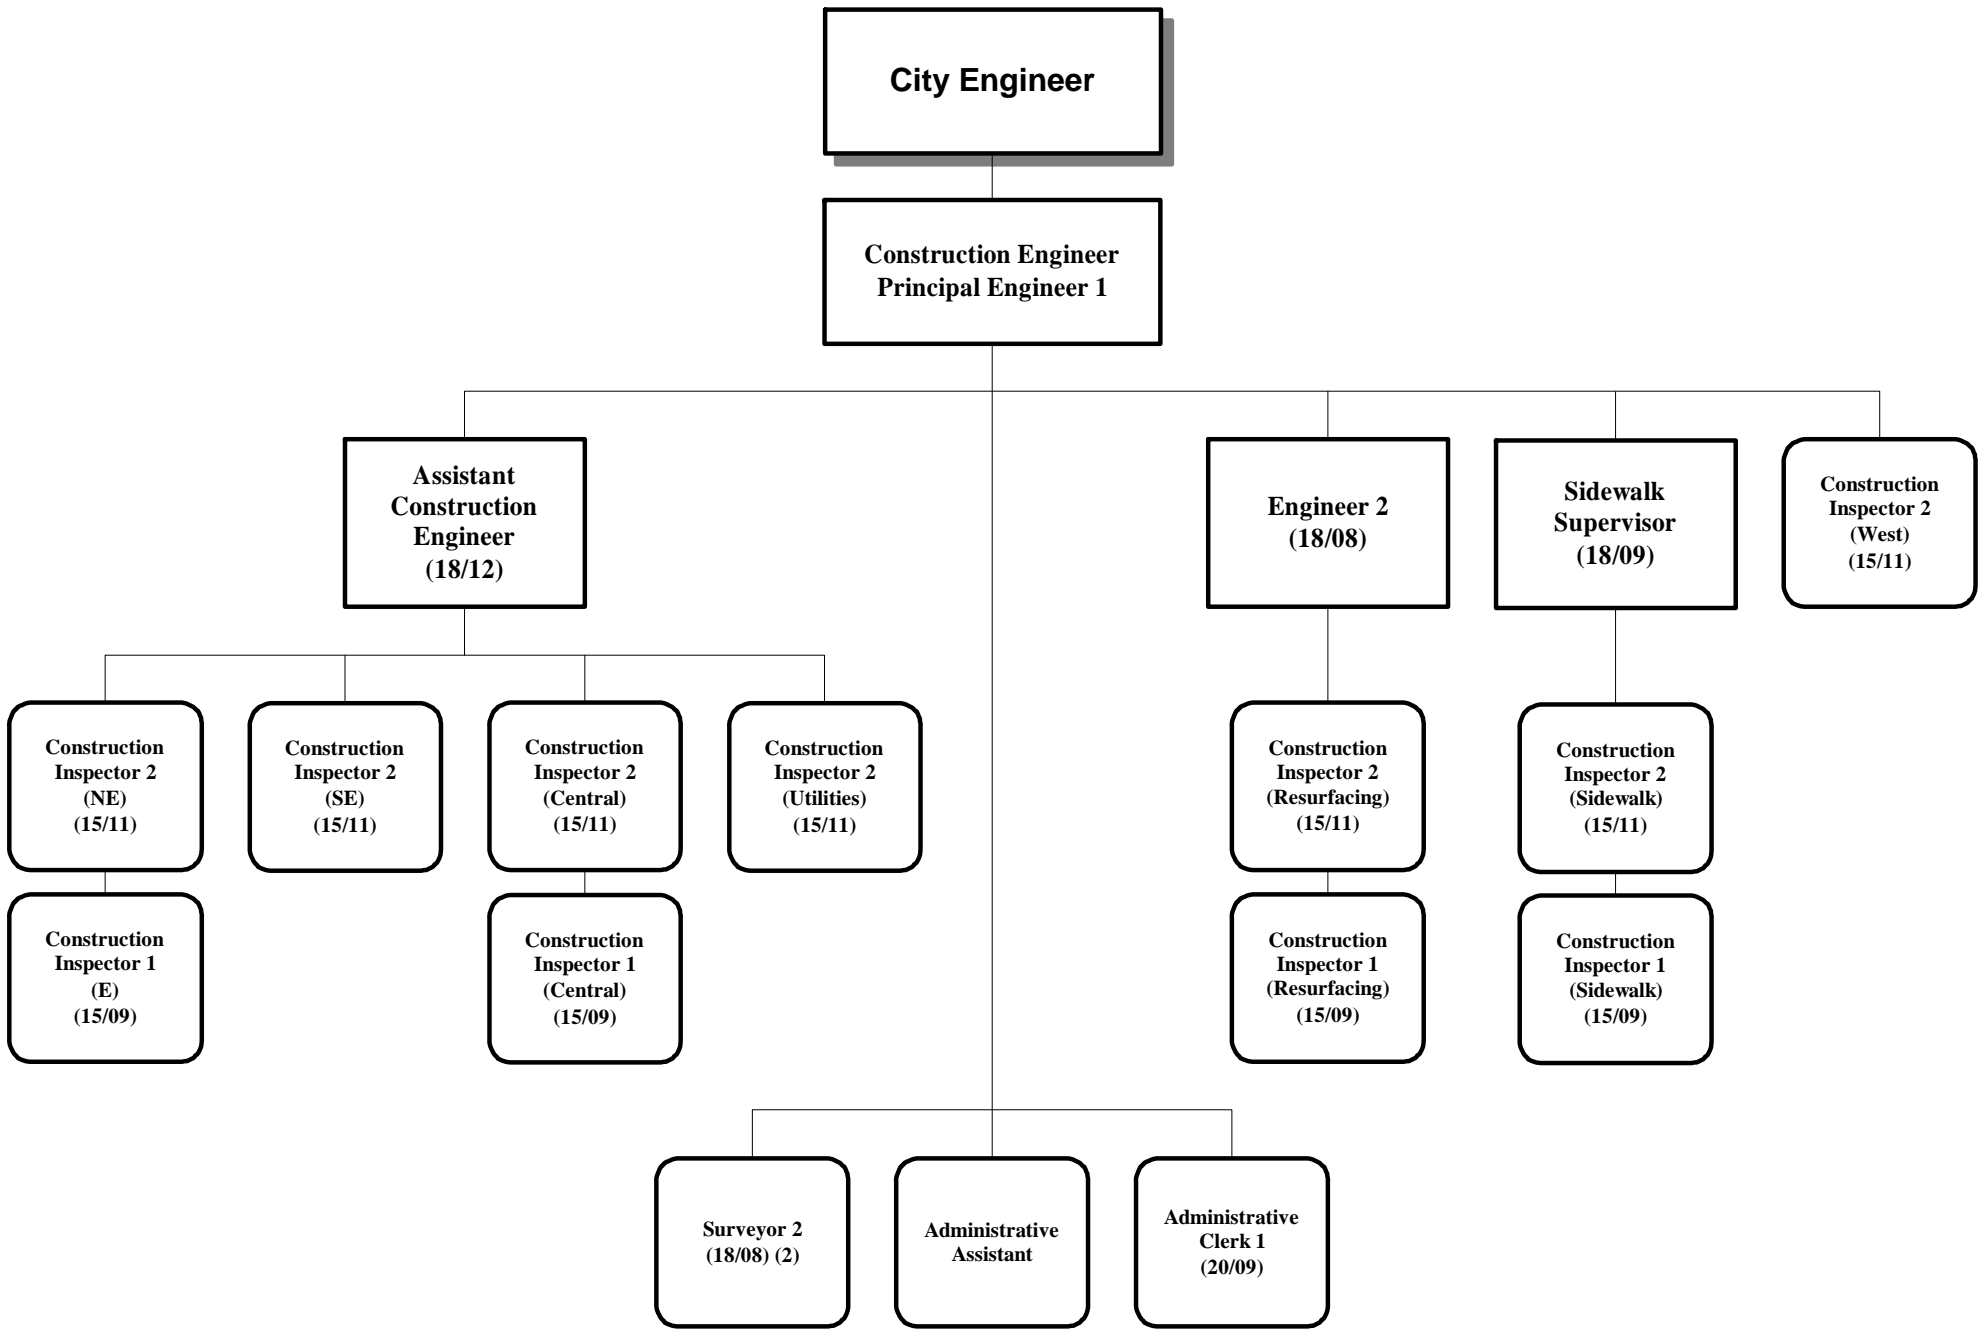 City Engineer
Construction Engineer
Principal Engineer 1
Assistant
Construction
Engineer
(18/12)
Engineer 2
(18/08)
Sidewalk
Supervisor
(18/09)
Construction
Inspector 2
(West)
(15/11)
Construction
Inspector 2
(NE)
(15/11)
Construction
Inspector 2
(SE)
(15/11)
Construction
Inspector 2
(Central)
(15/11)
Construction
Inspector 2
(Utilities)
(15/11)
Construction
Inspector 2
(Resurfacing)
(15/11)
Construction
Inspector 2
(Sidewalk)
(15/11)
Construction
Inspector 1
(E)
(15/09)
Construction
Inspector 1
(Central)
(15/09)
Construction
Inspector 1
(Resurfacing)
(15/09)
Construction
Inspector 1
(Sidewalk)
(15/09)
Surveyor 2
(18/08) (2)
Administrative
Assistant
Administrative
Clerk 1
(20/09)